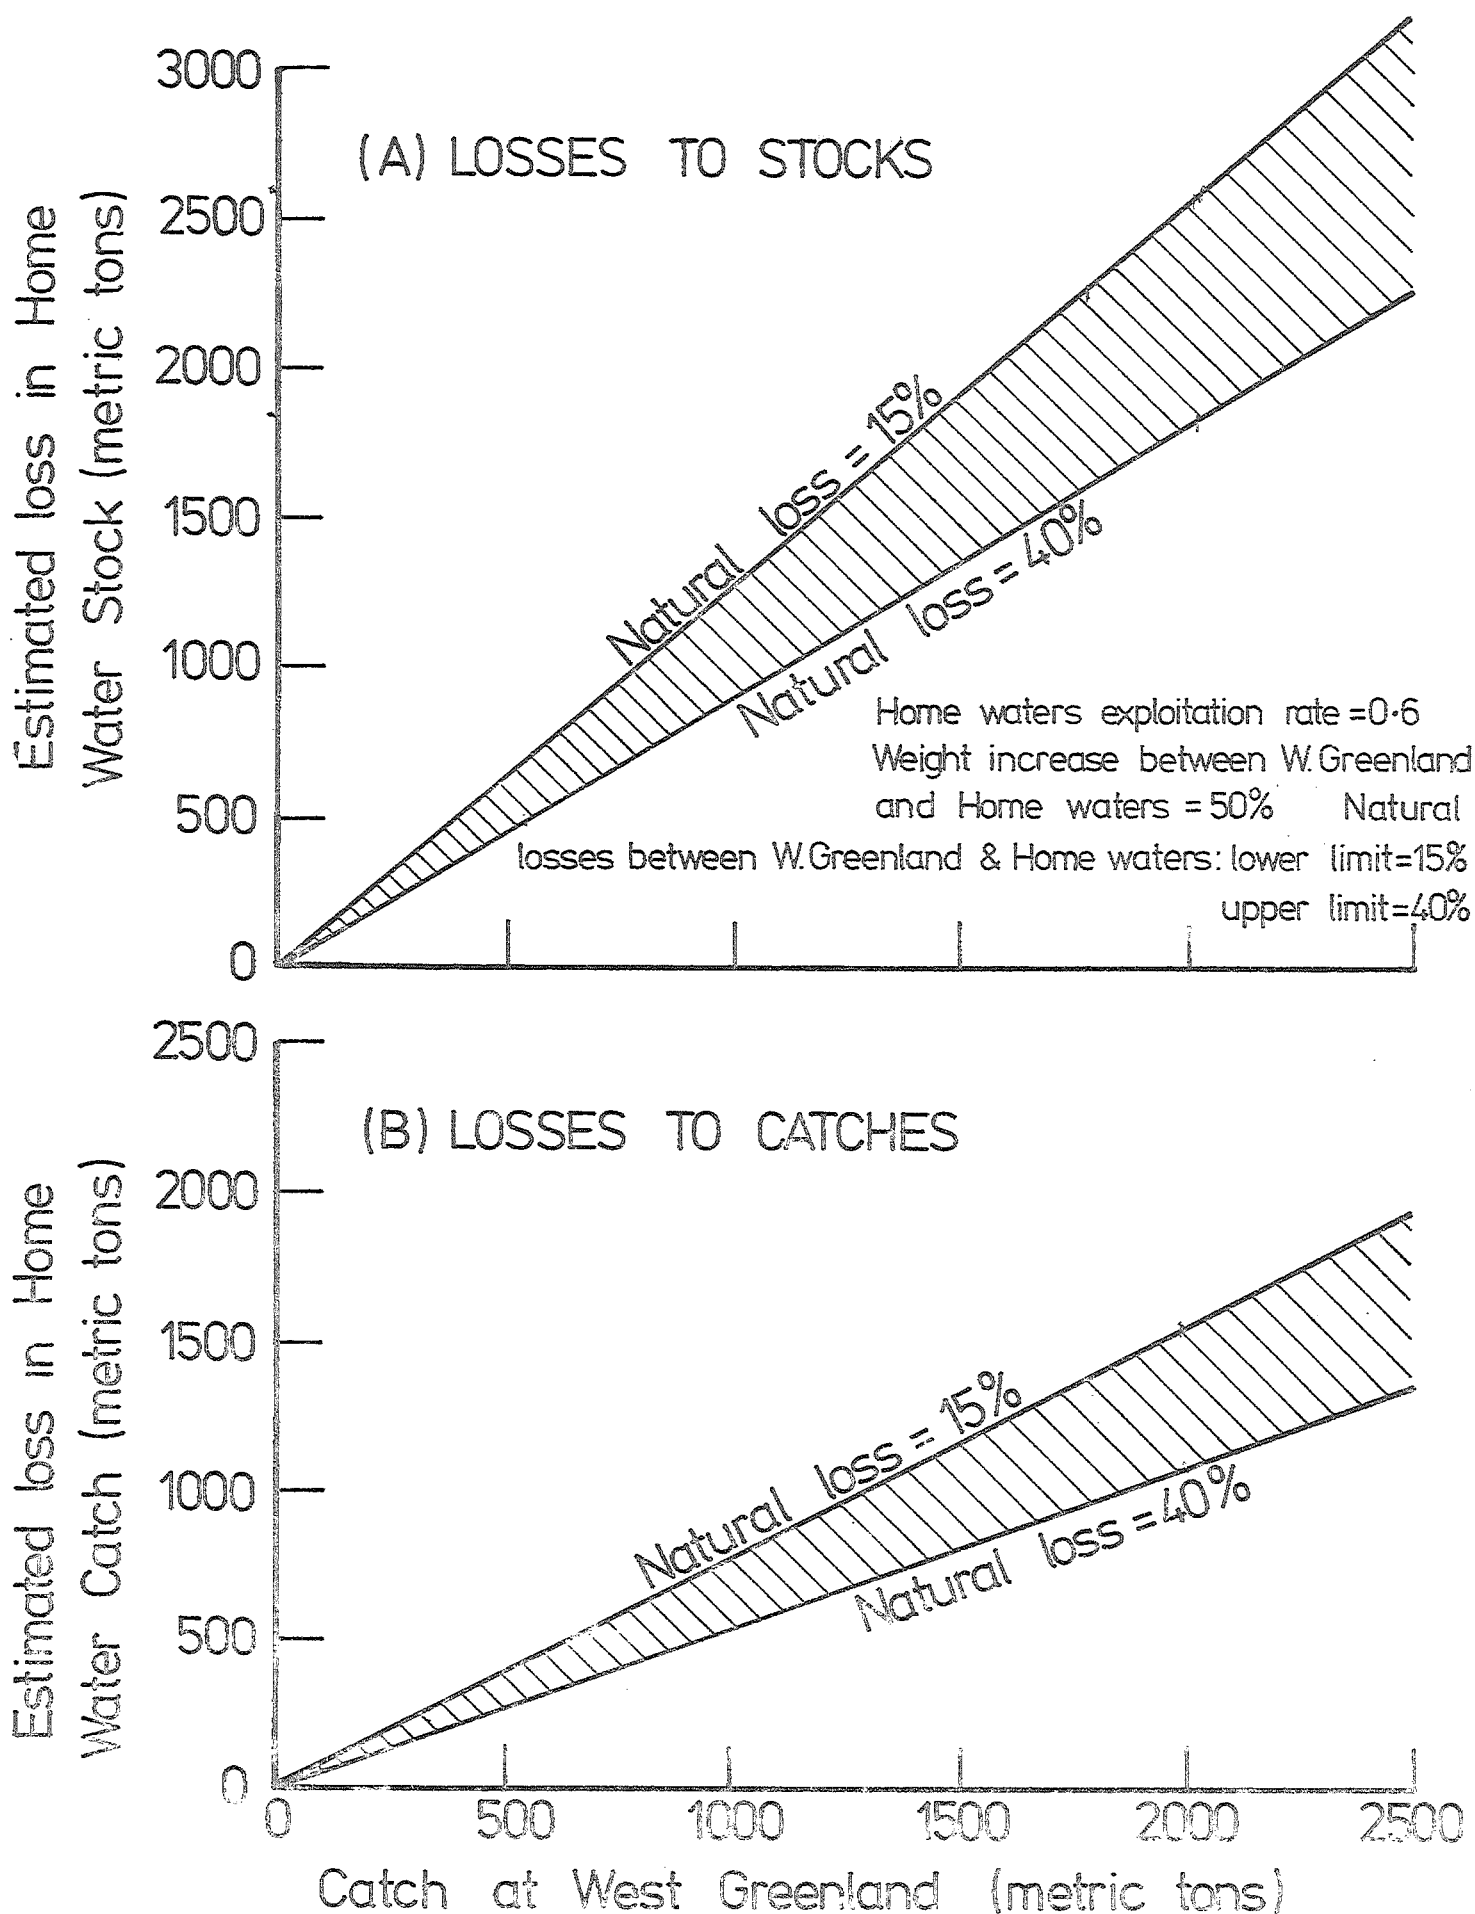 3000
2500
2000
1500
1000
500
0
Estimated loss in Home
Water Stock (metric tons)
(A) LOSSES TO STOCKS
Natural loss = 15%
Natural loss = 40%
Home waters exploitation rate =0·6
Weight increase between W.Greenland
and Home waters = 50% Natural
losses between W.Greenland & Home waters: lower limit=15%
upper limit=40%
2500
2000
1500
1000
500
0
Estimated loss in Home
Water Catch (metric tons)
(B) LOSSES TO CATCHES
Natural loss = 15%
Natural loss = 40%
0 500 1000 1500 2000 2500
Catch at West Greenland (metric tons)